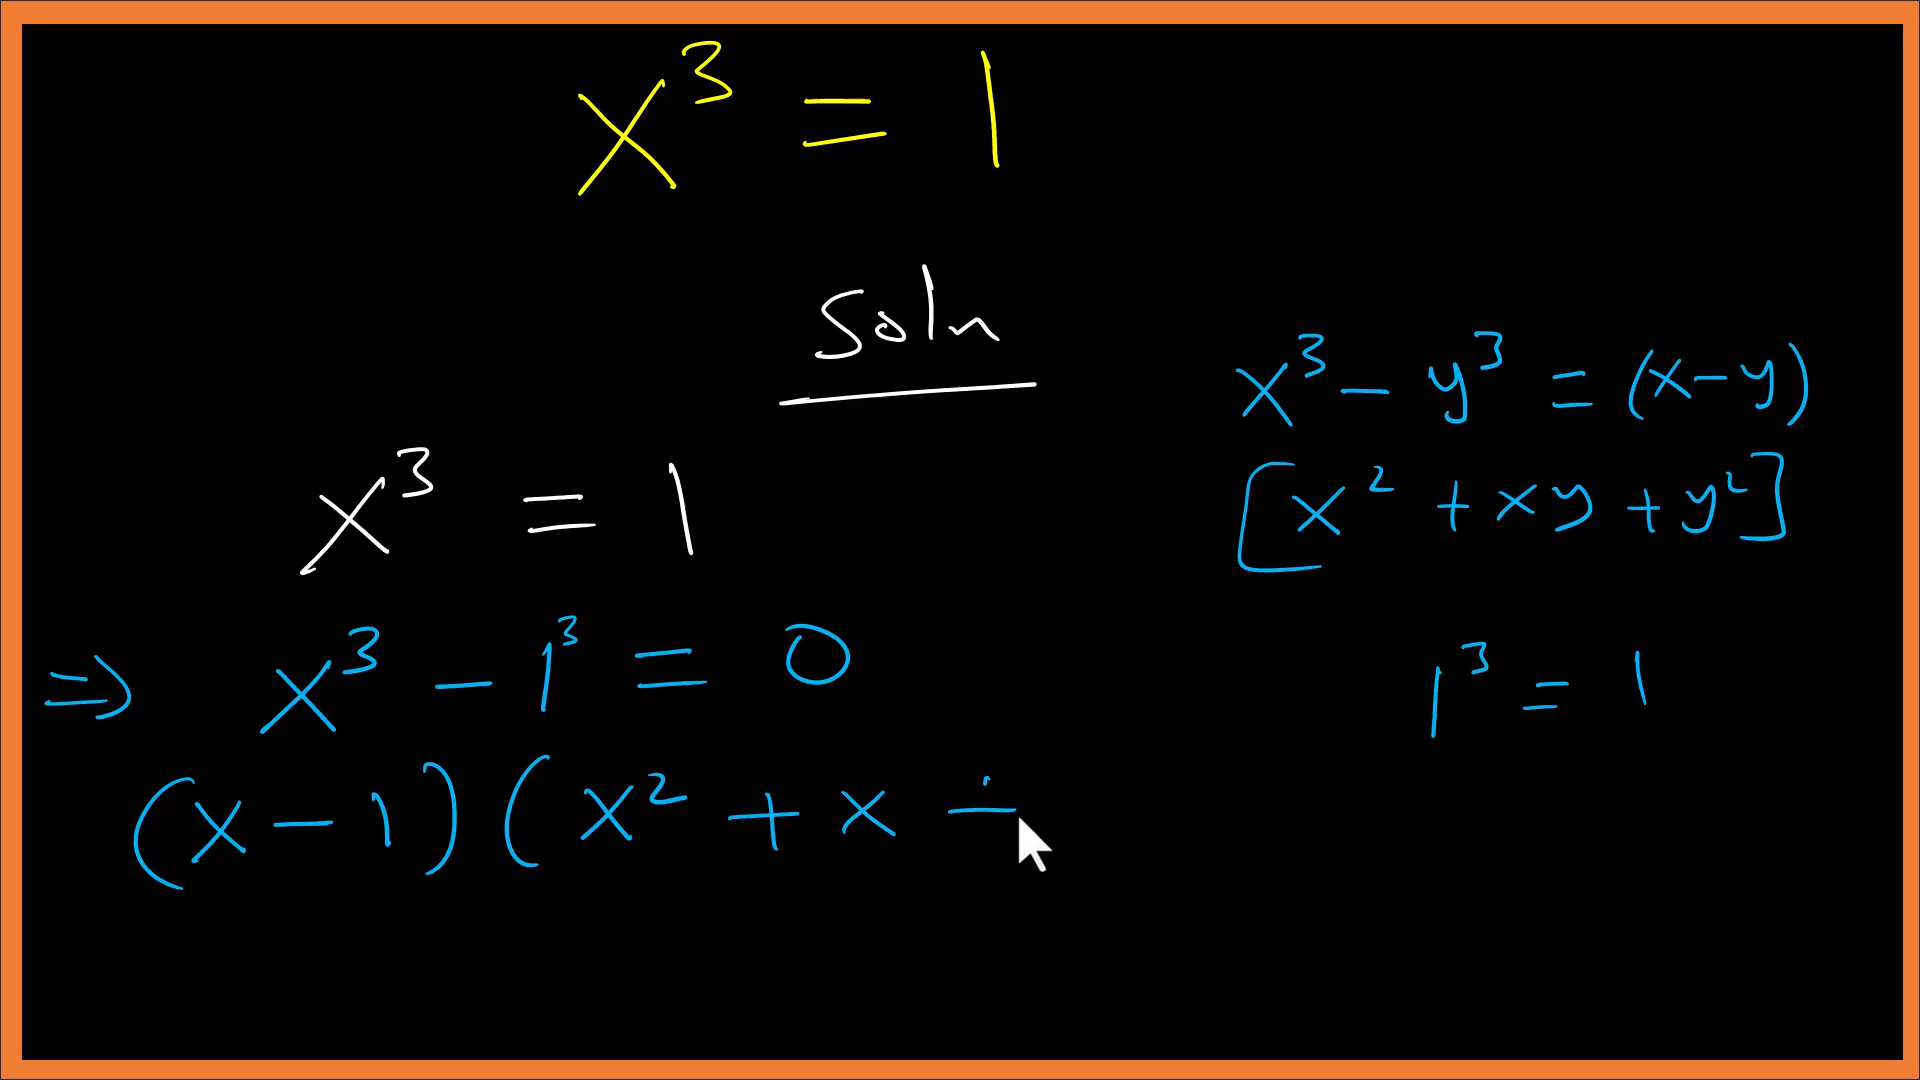 x³ = 1
Soln
x³ - y³ = (x-y)
[x² + xy + y²]
x³ = 1
⇒ x³ - 1³ = 0
1³ = 1
(x - 1) (x² + x